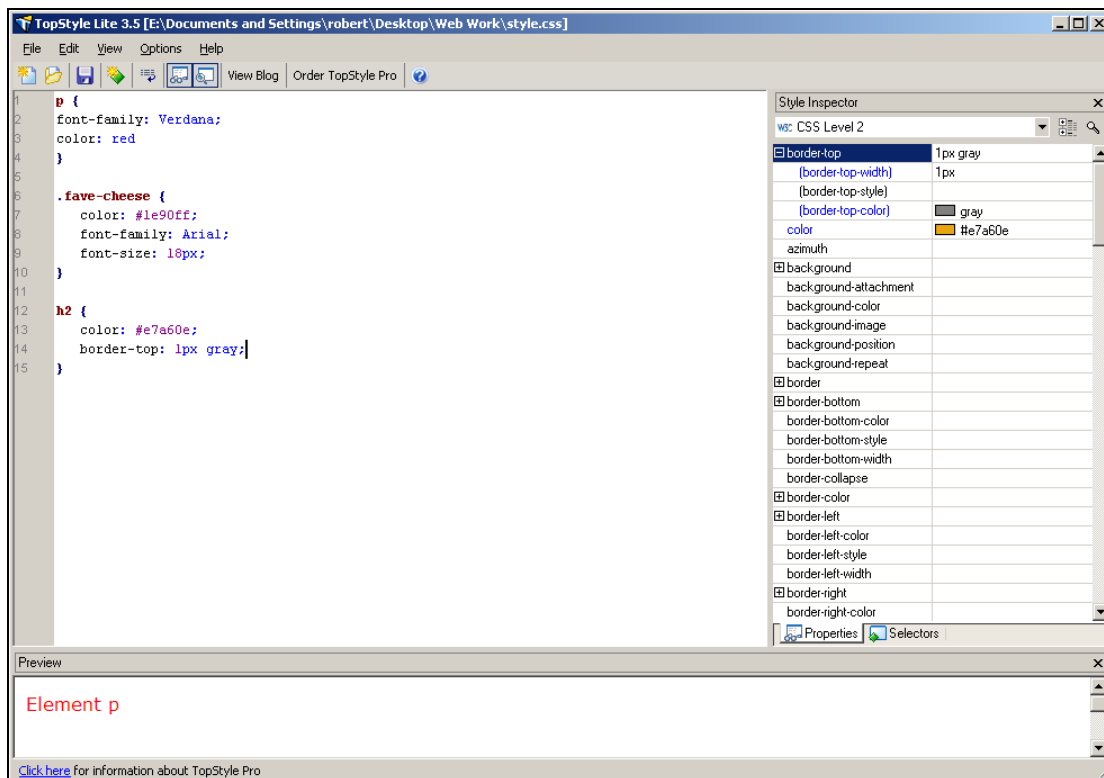 TopStyle Lite 3.5 [E:\Documents and Settings\robert\Desktop\Web Work\style.css]
File Edit View Options Help
View Blog Order TopStyle Pro
1 p {
2 font-family: Verdana;
3 color: red
4 }
5
6 .fave-cheese {
7 color: #1e90ff;
8 font-family: Arial;
9 font-size: 18px;
10 }
11
12 h2 {
13 color: #e7a60e;
14 border-top: 1px gray;
15 }
Style Inspector
W3C CSS Level 2
border-top 1px gray
(border-top-width) 1px
(border-top-style)
(border-top-color) gray
color #e7a60e
azimuth
background
background-attachment
background-color
background-image
background-position
background-repeat
border
border-bottom
border-bottom-color
border-bottom-style
border-bottom-width
border-collapse
border-color
border-left
border-left-color
border-left-style
border-left-width
border-right
border-right-color
Properties Selectors
Preview
Element p
Click here for information about TopStyle Pro